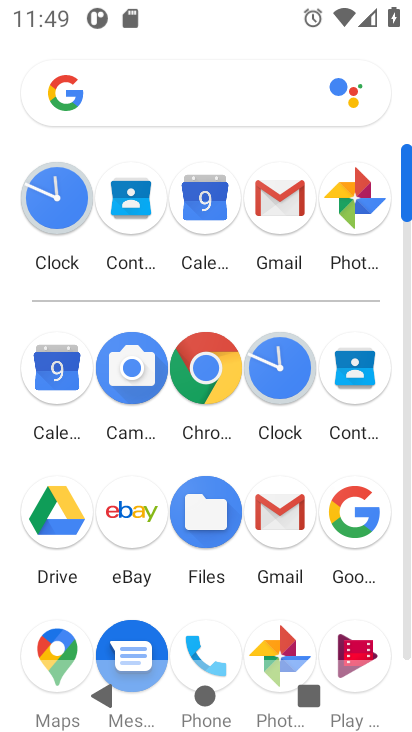 11:49
Clock Cont... Cale... Gmail Phot...
9
Cale... Cam... Chro... Clock Cont...
9
ebay
Drive eBay Files Gmail Goo...
Maps Mes... Phone Phot... Play ...